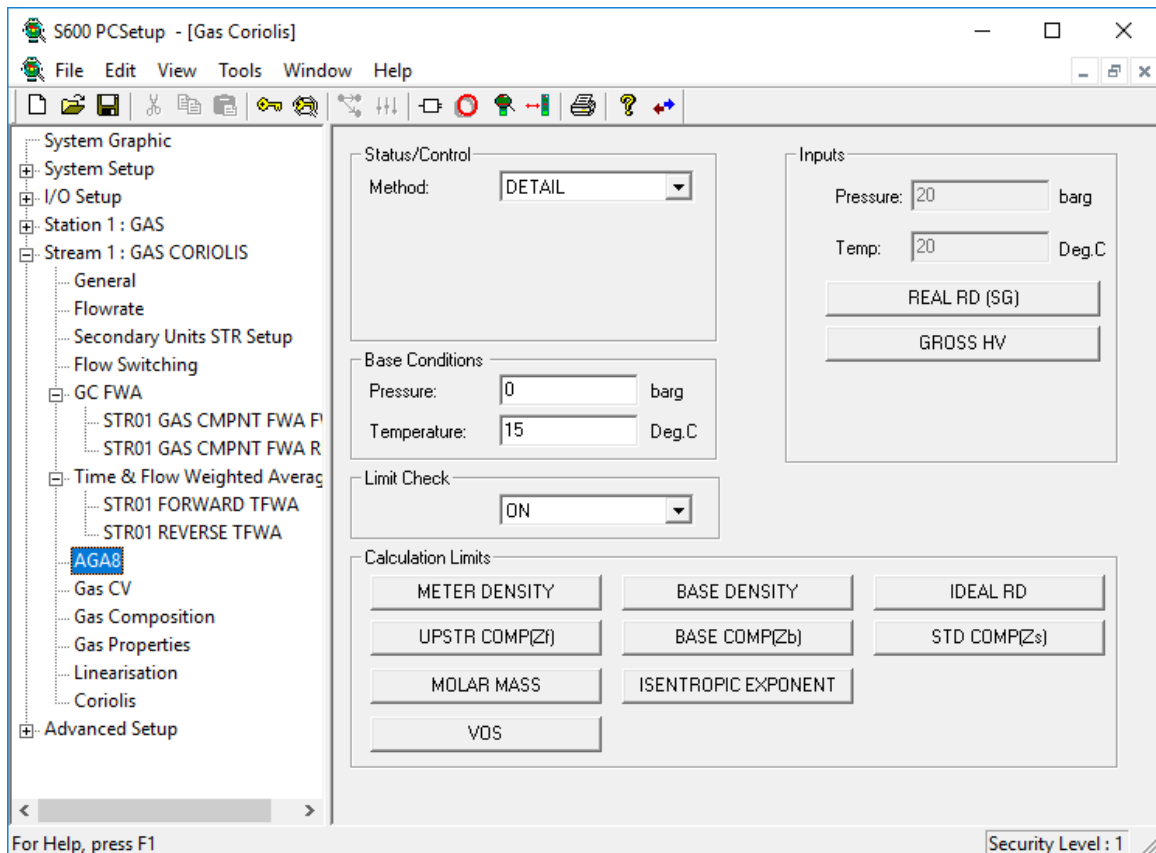 S600 PCSetup - [Gas Coriolis]
File Edit View Tools Window Help
System Graphic
System Setup
I/O Setup
Station 1 : GAS
Stream 1 : GAS CORIOLIS
General
Flowrate
Secondary Units STR Setup
Flow Switching
GC FWA
STR01 GAS CMPNT FWA F
STR01 GAS CMPNT FWA R
Time & Flow Weighted Averag
STR01 FORWARD TFWA
STR01 REVERSE TFWA
AGA8
Gas CV
Gas Composition
Gas Properties
Linearisation
Coriolis
Advanced Setup
Status/Control
Method: DETAIL
Base Conditions
Pressure: 0 barg
Temperature: 15 Deg.C
Limit Check
ON
Inputs
Pressure: 20 barg
Temp: 20 Deg.C
REAL RD (SG)
GROSS HV
Calculation Limits
METER DENSITY BASE DENSITY IDEAL RD
UPSTR COMP(Zf) BASE COMP(Zb) STD COMP(Zs)
MOLAR MASS ISENTROPIC EXPONENT
VOS
For Help, press F1 Security Level : 1